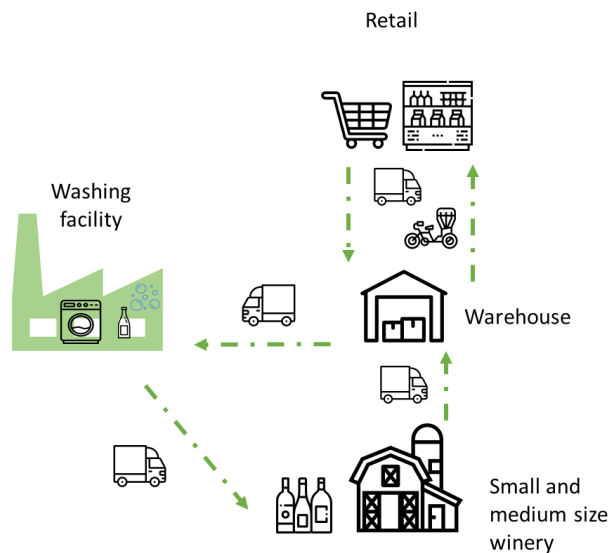 Retail
Washing
facility
Warehouse
Small and
medium size
winery